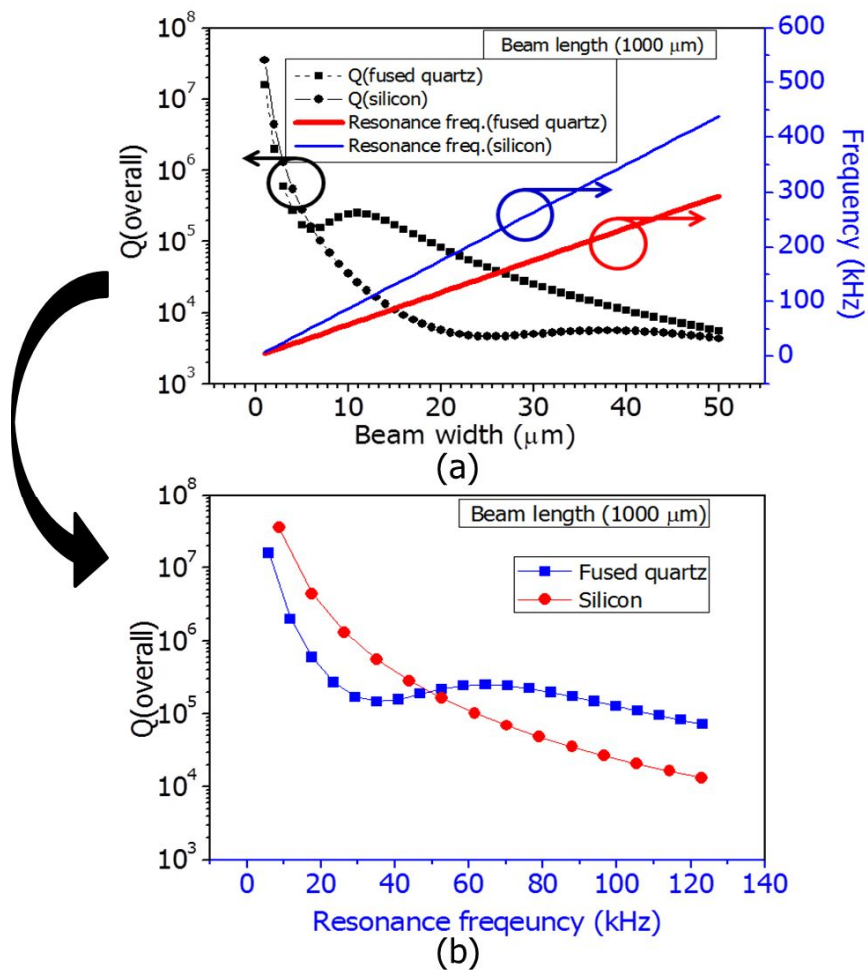 Beam length (1000 μm)
Q(fused quartz)
Q(silicon)
Resonance freq.(fused quartz)
Resonance freq.(silicon)
Q(overall)
10^8
10^7
10^6
10^5
10^4
10^3
600
500
400
300
200
150
100
0
Frequency (kHz)
0 10 20 30 40 50
Beam width (μm)
(a)
Beam length (1000 μm)
Fused quartz
Silicon
Q(overall)
10^8
10^7
10^6
10^5
10^4
10^3
0 20 40 60 80 100 120 140
Resonance freqeuncy (kHz)
(b)